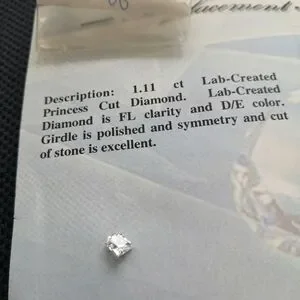 Description: 1.11 ct Lab-Created
Princess Cut Diamond. Lab-Created
Diamond is FL clarity and D/E color.
Girdle is polished and symmetry and cut
of stone is excellent.